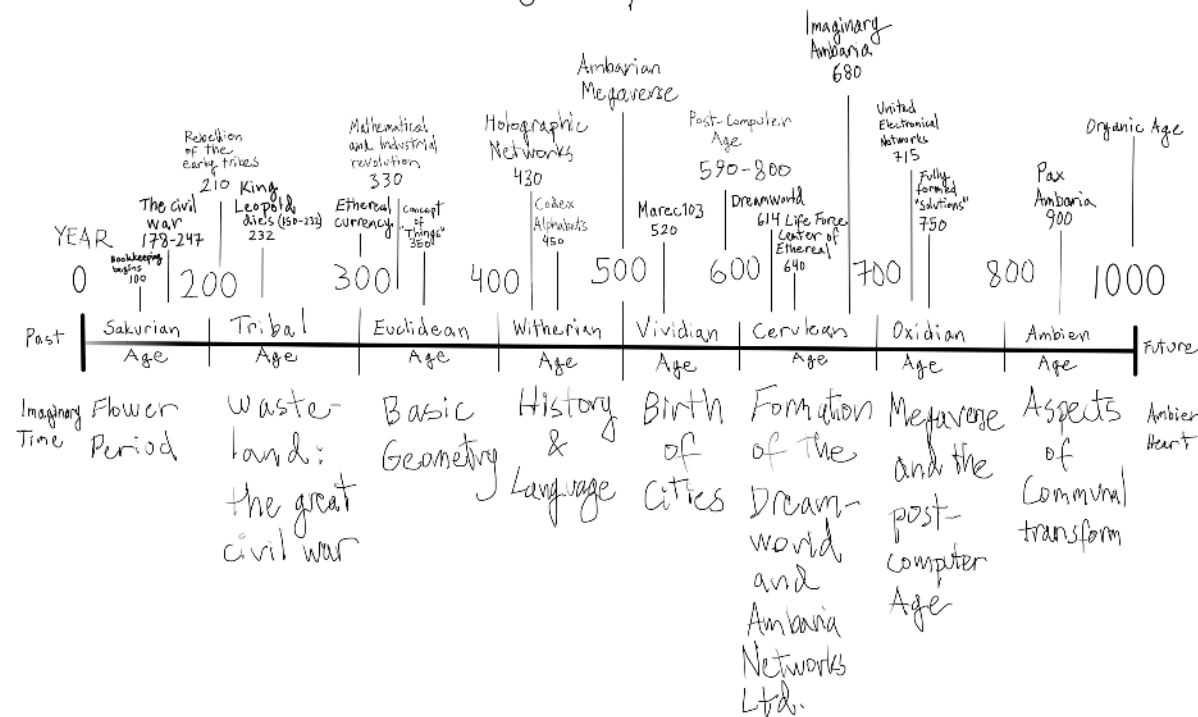 Imaginary
Ambaria
680
Ambarian
Megaverse
United
Electronical
Networks
715
Organic Age
Rebellion
of the
early tribes
210
Mathematical
and Industrial
revolution
330
Holographic
Networks
430
Post-Computer
Age
590-800
Fully
formed
"Solutions"
750
Pax
Ambaria
900
The civil
war
178-247
King
Leopold
dies (150-232)
232
Ethereal
currency
Concept
of
"Things"
350
Codex
Alphabets
450
Marec103
520
Dreamworld
614
Life Force
Center of
Ethereal
640
Bookkeeping
begins
100
YEAR
0 200 300 400 500 600 700 800 1000
Past
Sakurian
Age
Tribal
Age
Euclidean
Age
Witherian
Age
Vividian
Age
Cerulean
Age
Oxidian
Age
Ambien
Age
Future
Imaginary
Time
Flower
Period
Waste-
land:
the great
civil war
Basic
Geometry
History
&
Language
Birth
of
Cities
Formation
of the
Dream-
world
and
Ambaria
Networks
Ltd.
Megaverse
and the
post-
computer
Age
Aspects
of
Communal
transform
Ambien
Heart